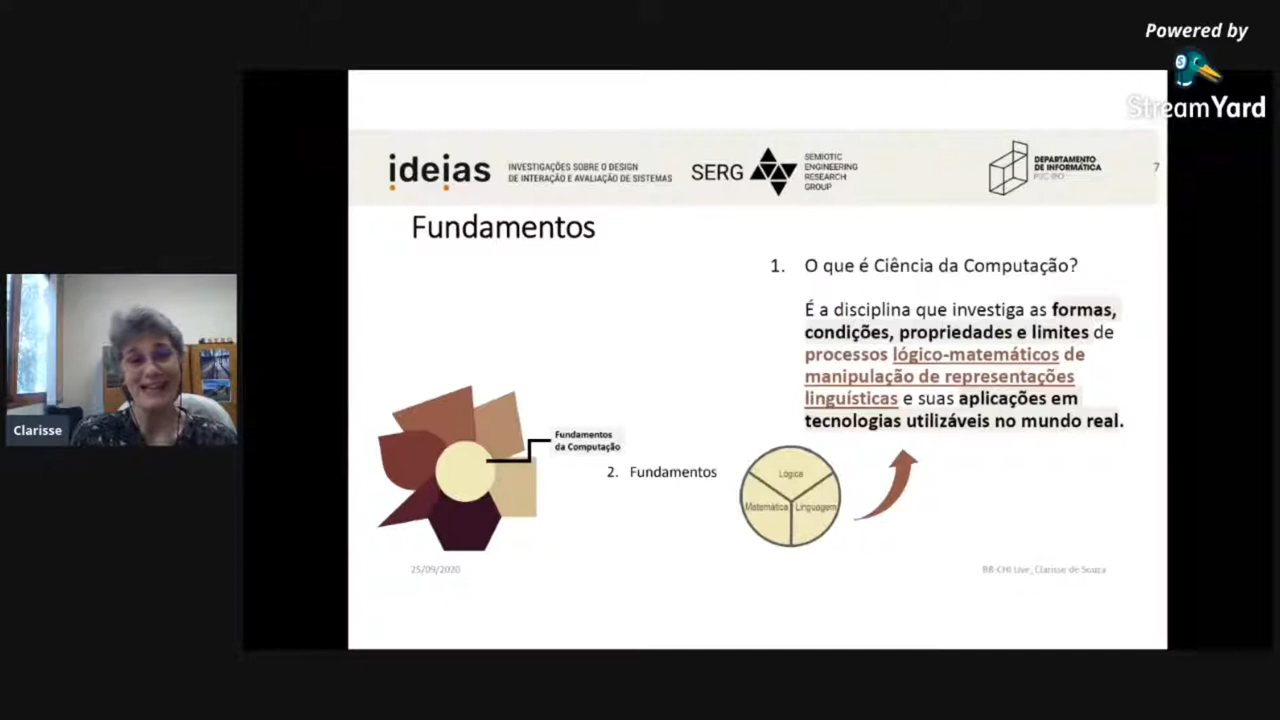 Powered by
StreamYard
ideias
INVESTIGAÇÕES SOBRE O DESIGN
DE INTERAÇÃO E AVALIAÇÃO DE SISTEMAS
SERG
SEMIOTIC
ENGINEERING
RESEARCH
GROUP
DEPARTAMENTO
DE INFORMÁTICA
PUC-RIO
7
Fundamentos
1. O que é Ciência da Computação?
É a disciplina que investiga as formas,
condições, propriedades e limites de
processos lógico-matemáticos de
manipulação de representações
linguísticas e suas aplicações em
tecnologias utilizáveis no mundo real.
Clarisse
Fundamentos
da Computação
2. Fundamentos
Lógica
Matemática
Linguagem
25/09/2020
BR-CHI Live, Clarisse de Souza